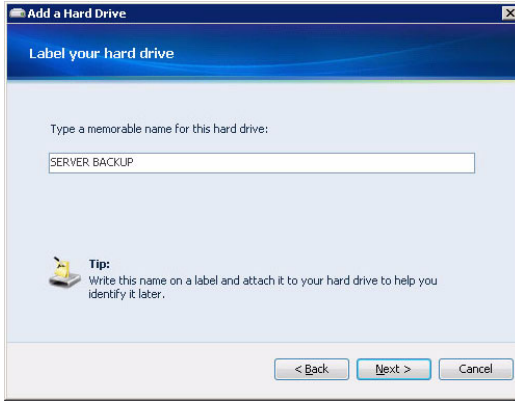 Add a Hard Drive
Label your hard drive
Type a memorable name for this hard drive:
SERVER BACKUP
Tip:
Write this name on a label and attach it to your hard drive to help you
identify it later.
< Back
Next >
Cancel